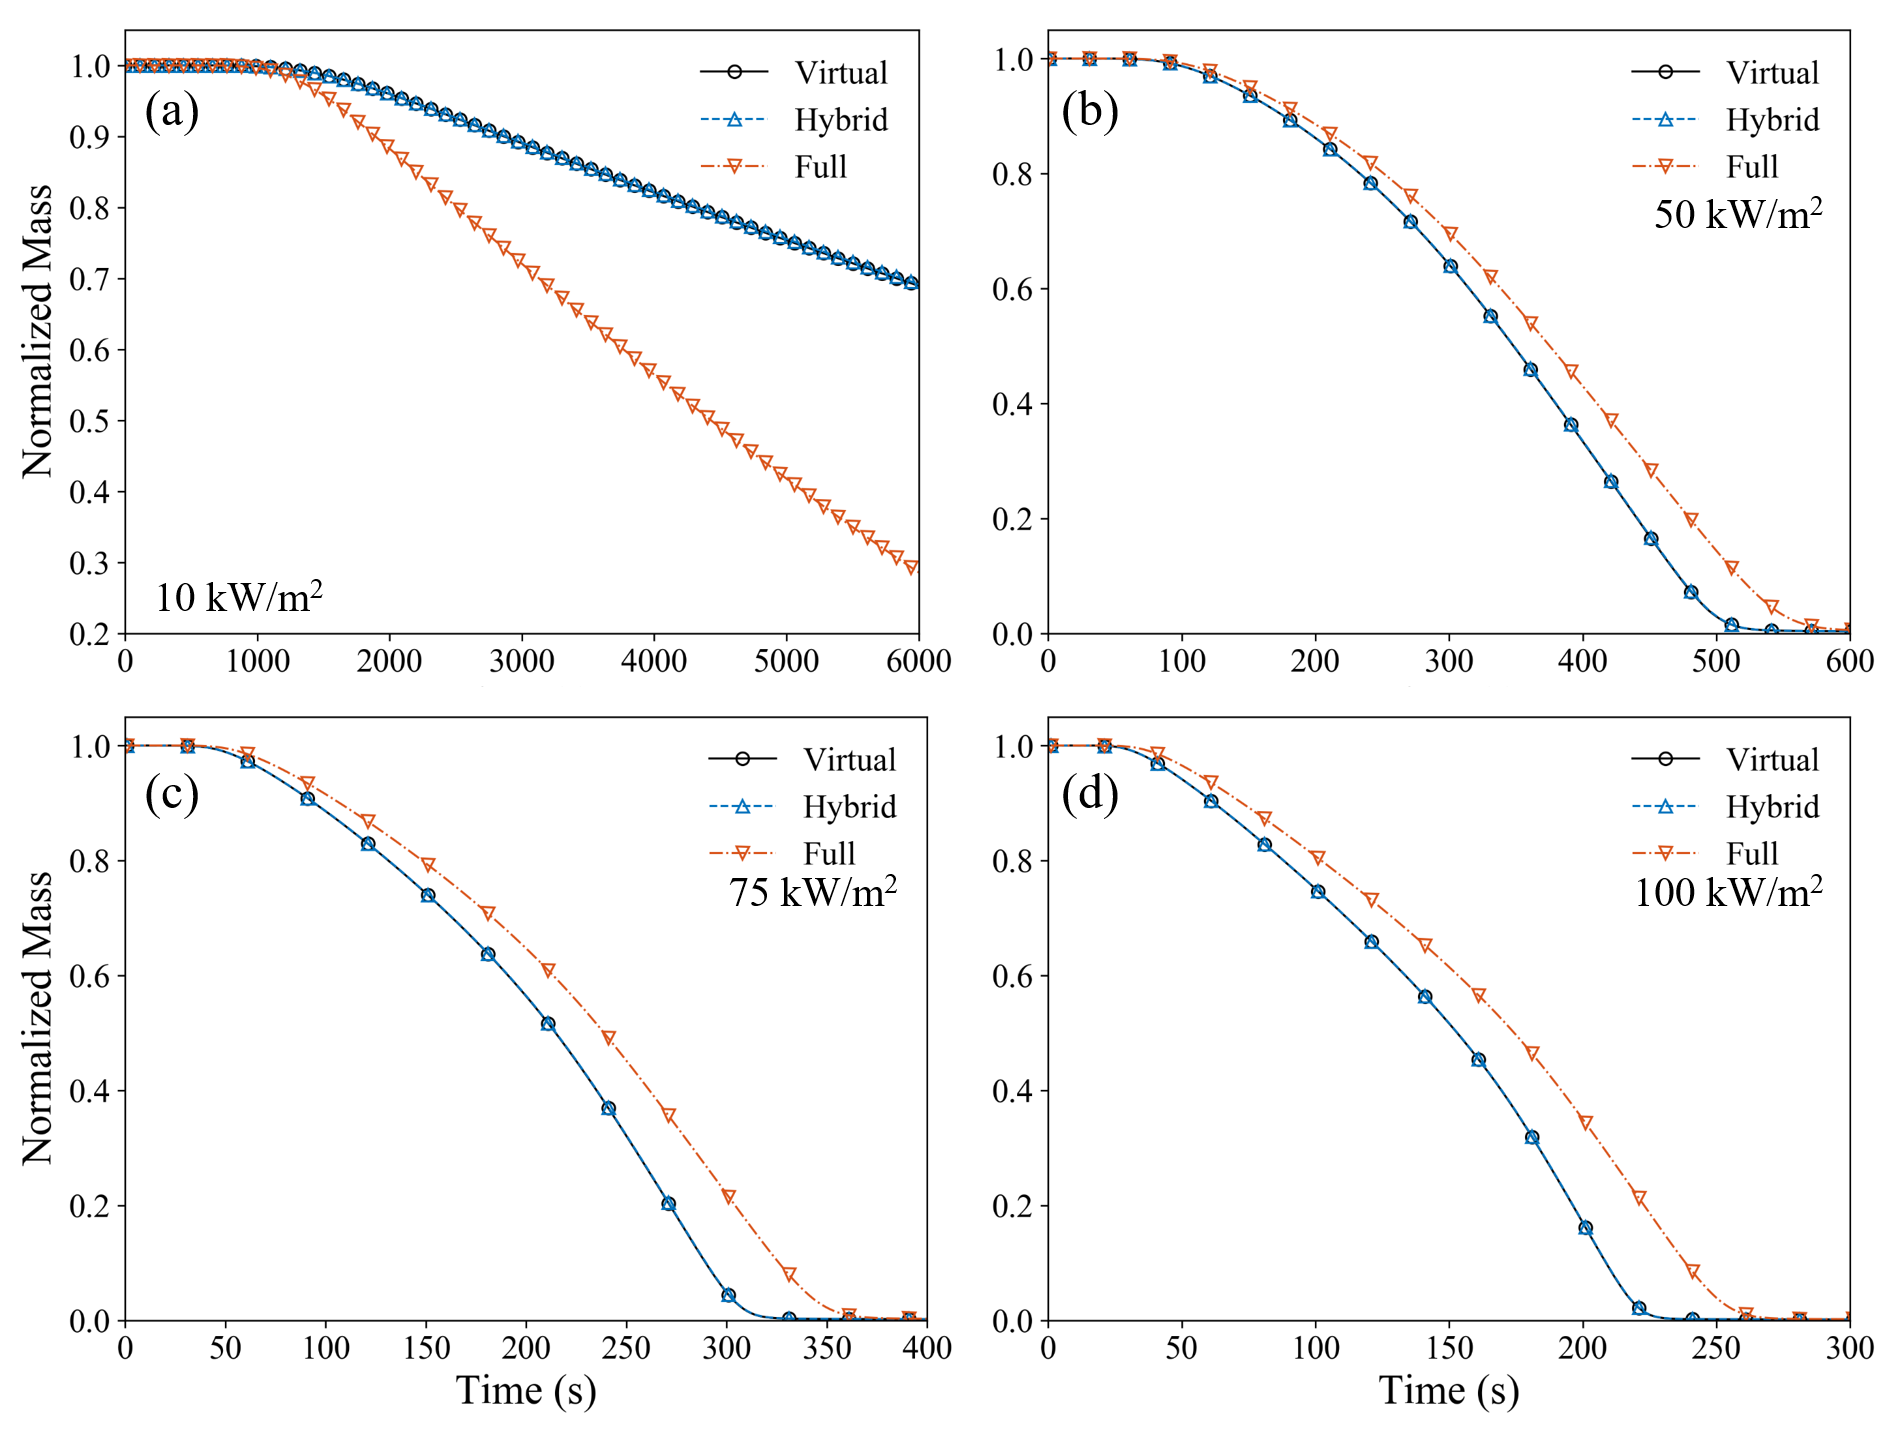 (a)
Virtual
Hybrid
Full
10 kW/m²
Normalized Mass
1.0
0.9
0.8
0.7
0.6
0.5
0.4
0.3
0.2
0 1000 2000 3000 4000 5000 6000
(b)
Virtual
Hybrid
Full
50 kW/m²
1.0
0.8
0.6
0.4
0.2
0.0
0 100 200 300 400 500 600
(c)
Virtual
Hybrid
Full
75 kW/m²
Normalized Mass
1.0
0.8
0.6
0.4
0.2
0.0
0 50 100 150 200 250 300 350 400
Time (s)
(d)
Virtual
Hybrid
Full
100 kW/m²
1.0
0.8
0.6
0.4
0.2
0.0
0 50 100 150 200 250 300
Time (s)